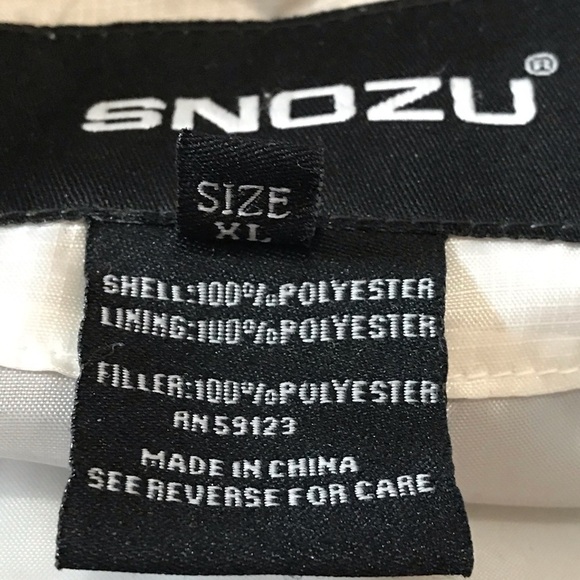 SNOZU®
SIZE
XL
SHELL:100%POLYESTER
LINING:100%POLYESTER
FILLER:100%POLYESTER
RN59123
MADE IN CHINA
SEE REVERSE FOR CARE